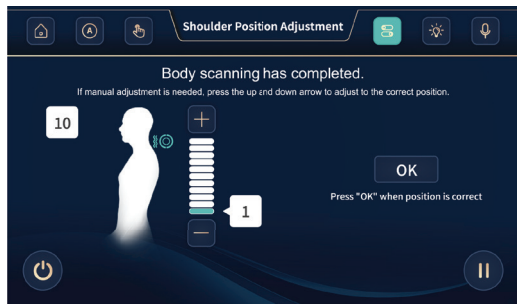 A
Shoulder Position Adjustment
Body scanning has completed.
If manual adjustment is needed, press the up and down arrow to adjust to the correct position.
10
1
OK
Press "OK" when position is correct